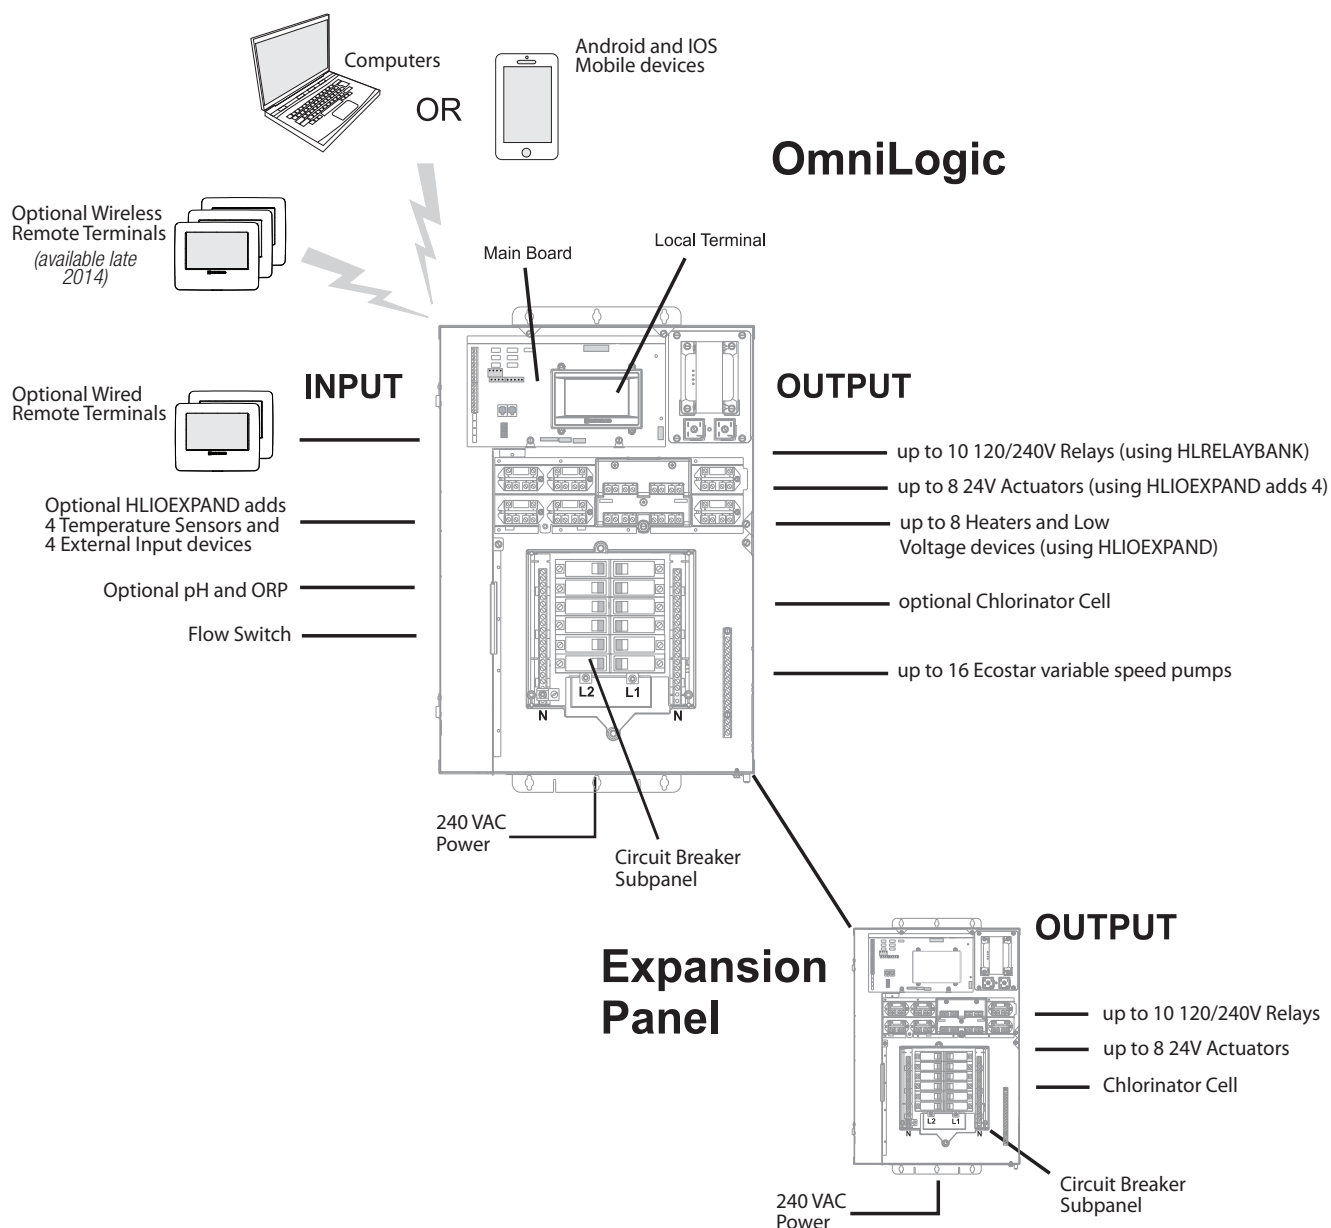 Computers
OR
Android and IOS
Mobile devices
OmniLogic
Optional Wireless
Remote Terminals
(available late
2014)
Main Board
Local Terminal
INPUT
OUTPUT
Optional Wired
Remote Terminals
Optional HLIOEXPAND adds
4 Temperature Sensors and
4 External Input devices
Optional pH and ORP
Flow Switch
up to 10 120/240V Relays (using HLRELAYBANK)
up to 8 24V Actuators (using HLIOEXPAND adds 4)
up to 8 Heaters and Low
Voltage devices (using HLIOEXPAND)
optional Chlorinator Cell
up to 16 Ecostar variable speed pumps
L2 L1
N N
240 VAC
Power
Circuit Breaker
Subpanel
Expansion
Panel
OUTPUT
up to 10 120/240V Relays
up to 8 24V Actuators
Chlorinator Cell
L2 L1
N N
Circuit Breaker
Subpanel
240 VAC
Power